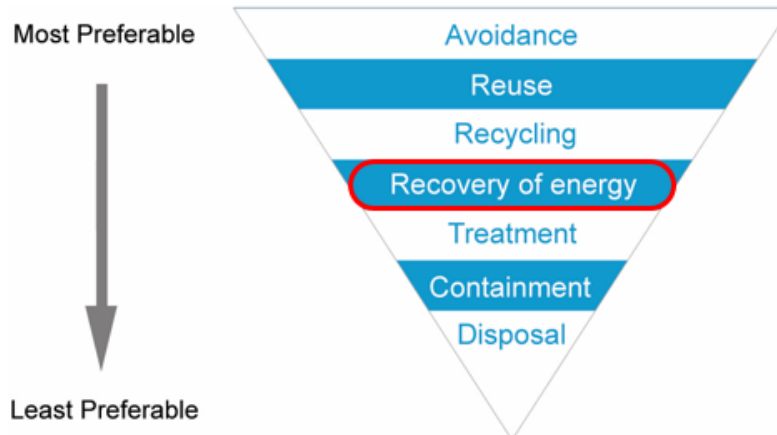 Most Preferable
Avoidance
Reuse
Recycling
Recovery of energy
Treatment
Containment
Disposal
Least Preferable